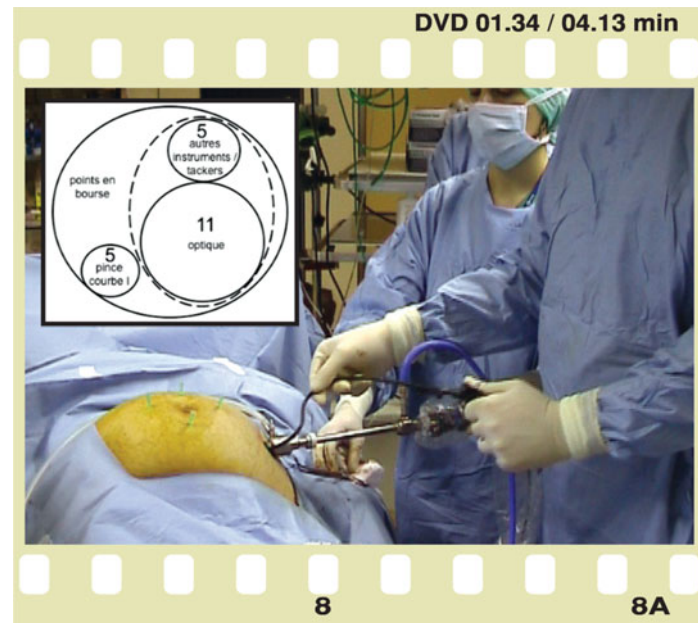 DVD 01.34 / 04.13 min
5
autres
instruments /
tackers
points en
bourse
11
optique
5
pince
courbe I
8
8A